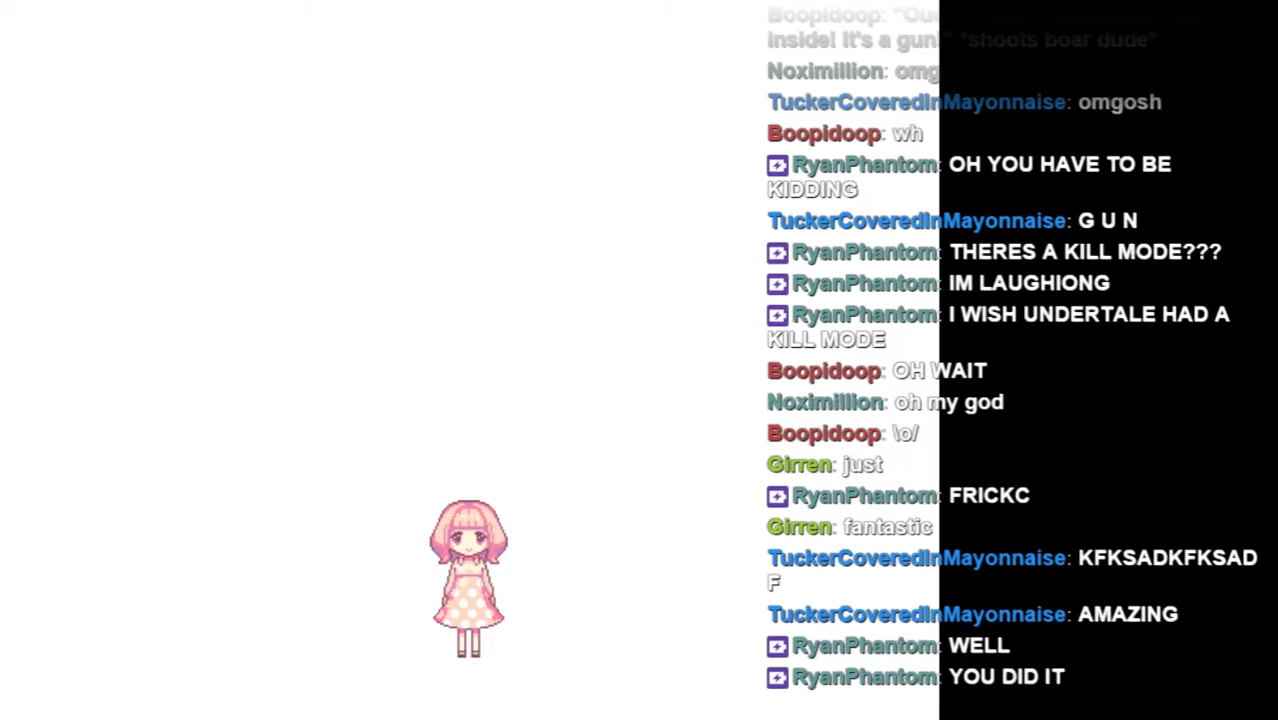 Boopidoop: "Ou
inside! It's a gun!" *shoots boar dude*
Noximillion: omg
TuckerCoveredInMayonnaise: omgosh
Boopidoop: wh
RyanPhantom: OH YOU HAVE TO BE
KIDDING
TuckerCoveredInMayonnaise: G U N
RyanPhantom: THERES A KILL MODE???
RyanPhantom: IM LAUGHIONG
RyanPhantom: I WISH UNDERTALE HAD A
KILL MODE
Boopidoop: OH WAIT
Noximillion: oh my god
Boopidoop: \o/
Girren: just
RyanPhantom: FRICKC
Girren: fantastic
TuckerCoveredInMayonnaise: KFKSADKFKSAD
F
TuckerCoveredInMayonnaise: AMAZING
RyanPhantom: WELL
RyanPhantom: YOU DID IT